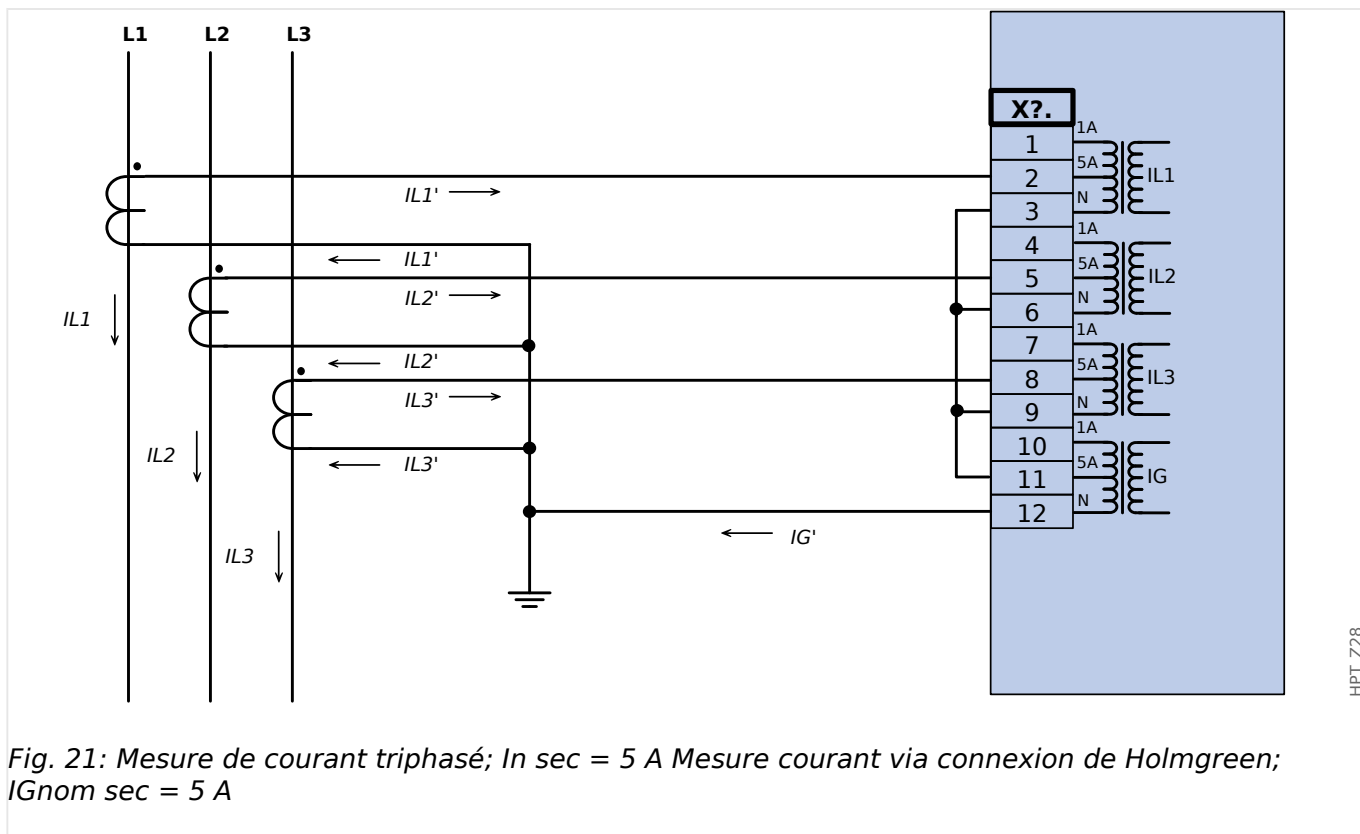 L1 L2 L3
X?.
1 1A
2 5A IL1
3 N
4 1A
5 5A IL2
6 N
7 1A
8 5A IL3
9 N
10 1A
11 5A IG
12 N
IL1'
IL1'
IL2'
IL1
IL2'
IL3'
IL2
IL3'
IG'
IL3
HPT_Z28
Fig. 21: Mesure de courant triphasé; In sec = 5 A Mesure courant via connexion de Holmgreen;
IGnom sec = 5 A